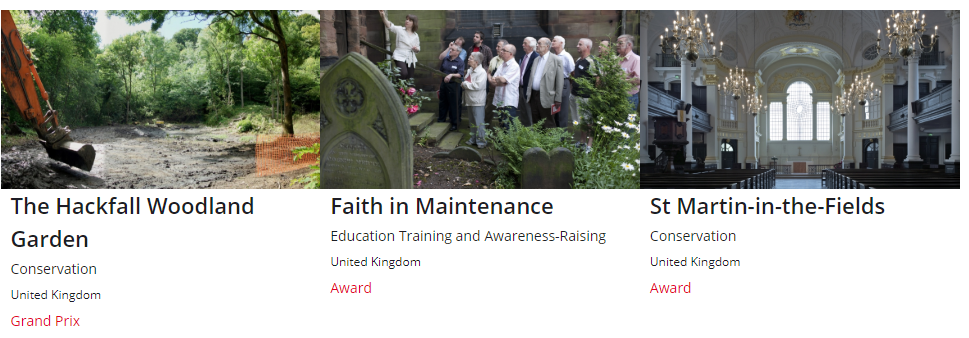 The Hackfall Woodland
Garden
Conservation
United Kingdom
Grand Prix
Faith in Maintenance
Education Training and Awareness-Raising
United Kingdom
Award
St Martin-in-the-Fields
Conservation
United Kingdom
Award